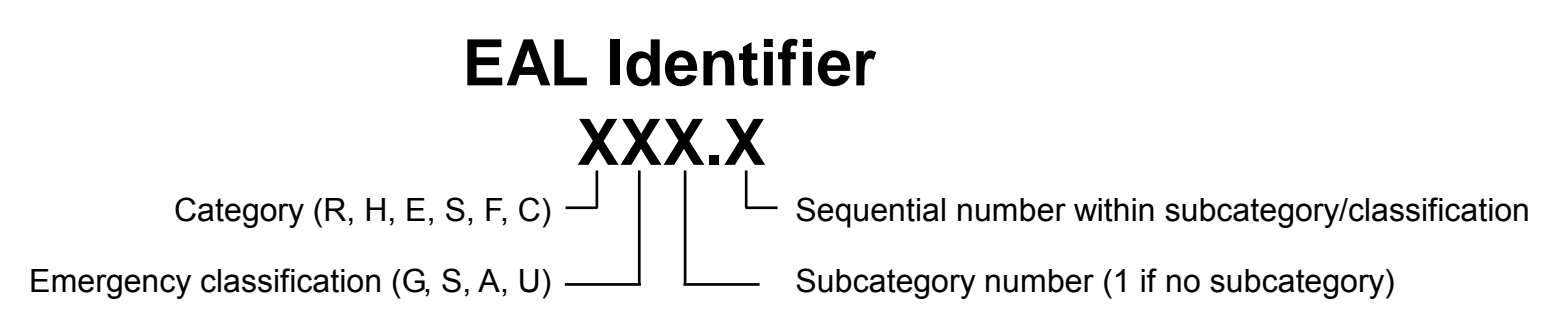 EAL Identifier
XXX.X
Category (R, H, E, S, F, C)
Sequential number within subcategory/classification
Emergency classification (G, S, A, U)
Subcategory number (1 if no subcategory)